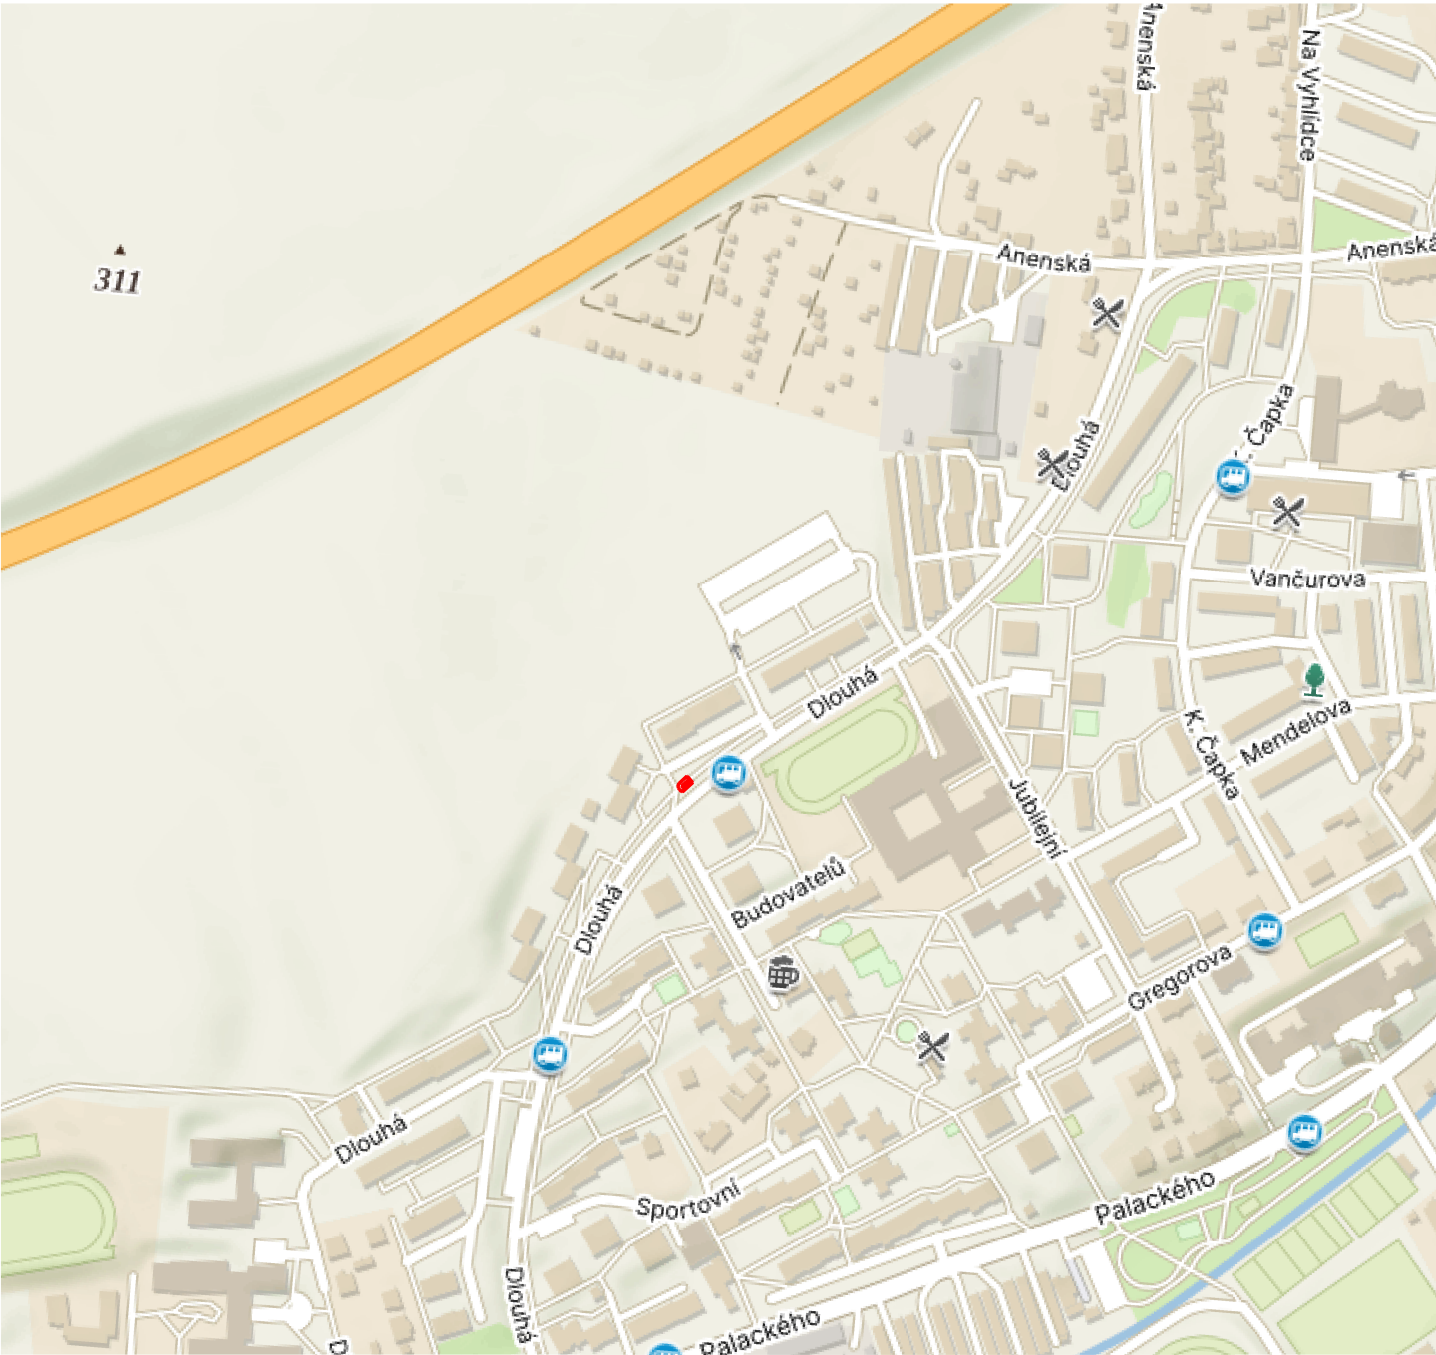 Anenská
Na Vyhlídce
Anenská
Anenská
311
Dlouhá
K. Čapka
Vančurova
Dlouhá
K. Čapka
Mendelova
Jubilejní
Budovatelů
Dlouhá
Gregorova
Dlouhá
Sportovní
Palackého
Dlouhá
Palackého
D